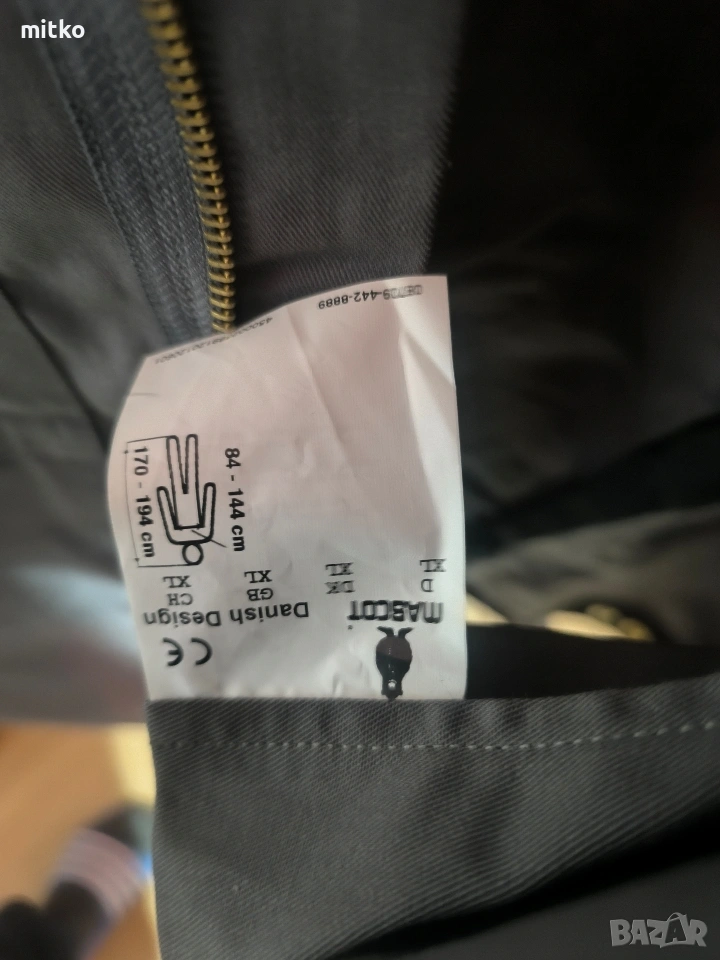 mitko
MASCOT
Danish Design
CE
D DK GB CH
XL XL XL XL
84 - 144 cm
170 - 194 cm
442-8889
BAZAR